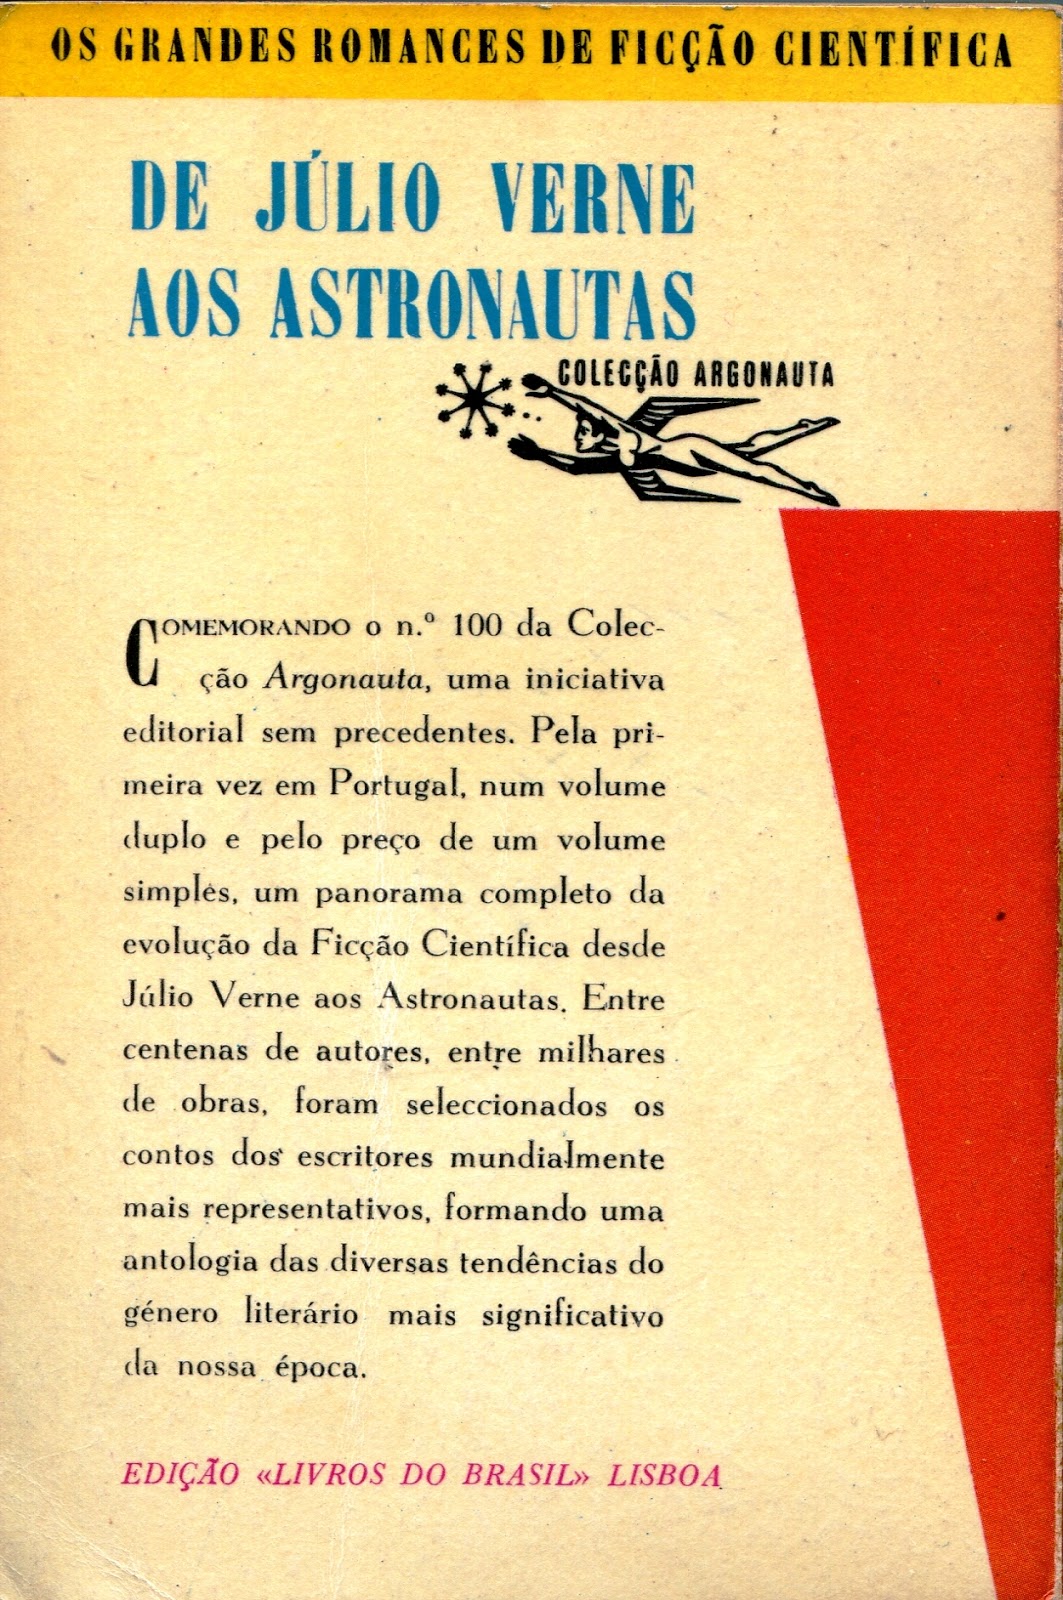 OS GRANDES ROMANCES DE FICÇÃO CIENTÍFICA
DE JÚLIO VERNE
AOS ASTRONAUTAS
COLECÇÃO ARGONAUTA
COMEMORANDO o n.º 100 da Colec-
ção Argonauta, uma iniciativa
editorial sem precedentes. Pela pri-
meira vez em Portugal, num volume
duplo e pelo preço de um volume
simples, um panorama completo da
evolução da Ficção Científica desde
Júlio Verne aos Astronautas. Entre
centenas de autores, entre milhares
de obras, foram seleccionados os
contos dos escritores mundialmente
mais representativos, formando uma
antologia das diversas tendências do
género literário mais significativo
da nossa época.
EDIÇÃO «LIVROS DO BRASIL» LISBOA